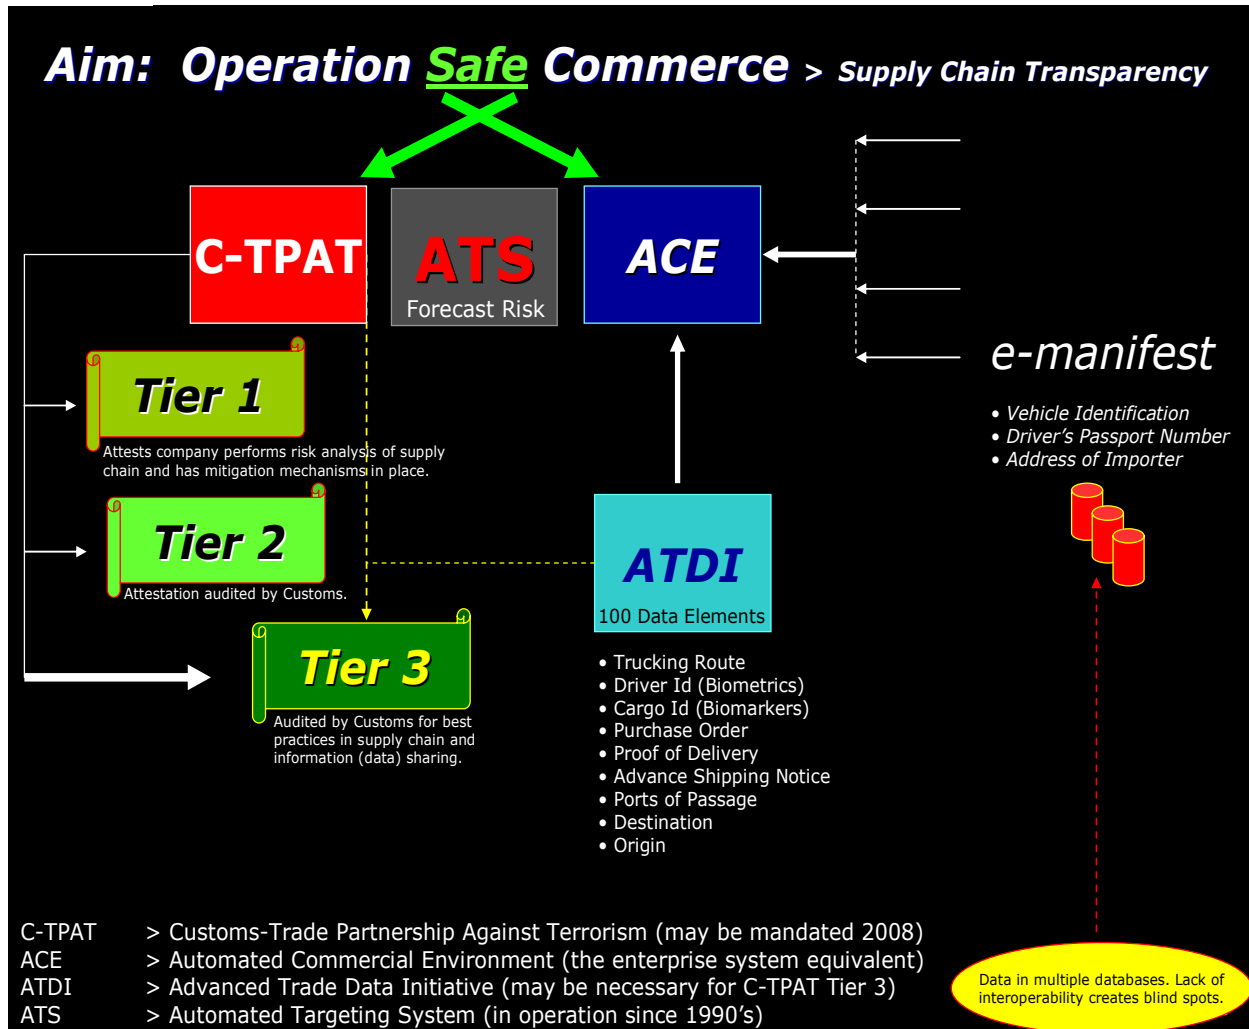 Aim: Operation Safe Commerce > Supply Chain Transparency
C-TPAT
ATS
Forecast Risk
ACE
e-manifest
• Vehicle Identification
• Driver's Passport Number
• Address of Importer
Tier 1
Attests company performs risk analysis of supply
chain and has mitigation mechanisms in place.
Tier 2
Attestation audited by Customs.
Tier 3
Audited by Customs for best
practices in supply chain and
information (data) sharing.
ATDI
100 Data Elements
• Trucking Route
• Driver Id (Biometrics)
• Cargo Id (Biomarkers)
• Purchase Order
• Proof of Delivery
• Advance Shipping Notice
• Ports of Passage
• Destination
• Origin
C-TPAT > Customs-Trade Partnership Against Terrorism (may be mandated 2008)
ACE > Automated Commercial Environment (the enterprise system equivalent)
ATDI > Advanced Trade Data Initiative (may be necessary for C-TPAT Tier 3)
ATS > Automated Targeting System (in operation since 1990's)
Data in multiple databases. Lack of
interoperability creates blind spots.